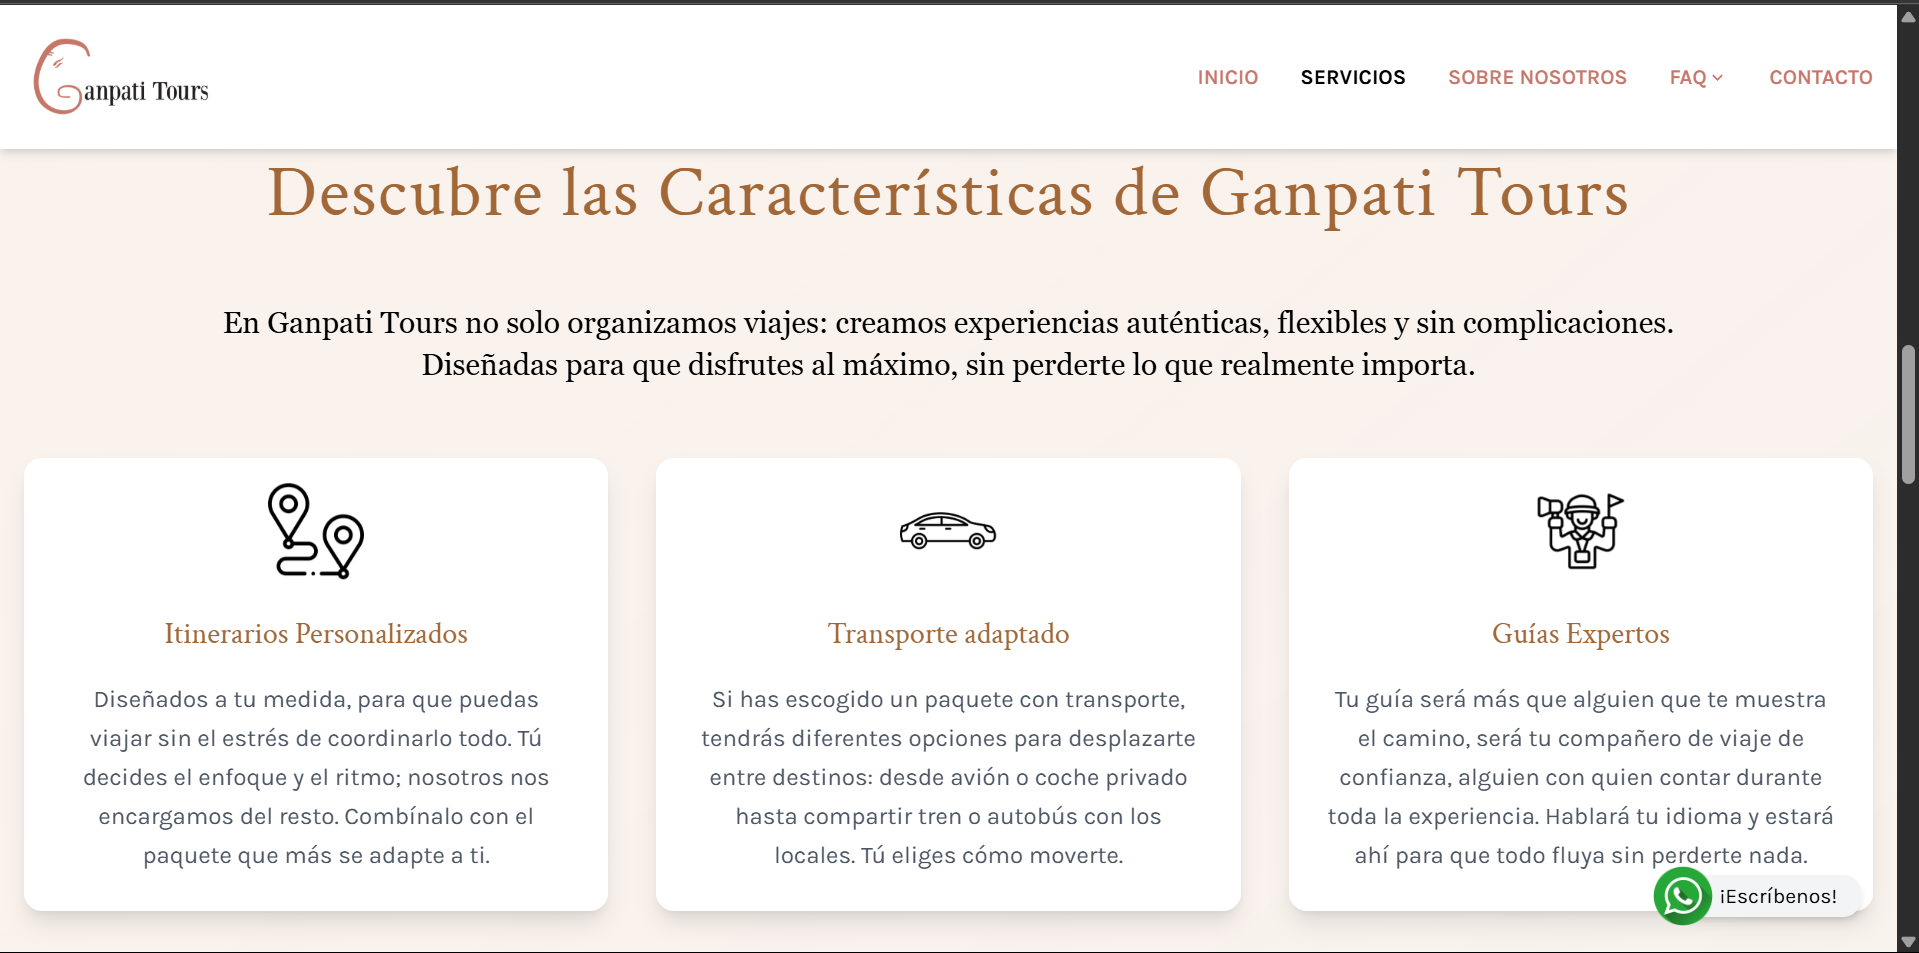 Ganpati Tours
INICIO
SERVICIOS
SOBRE NOSOTROS
FAQ
CONTACTO
Descubre las Características de Ganpati Tours
En Ganpati Tours no solo organizamos viajes: creamos experiencias auténticas, flexibles y sin complicaciones.
Diseñadas para que disfrutes al máximo, sin perderte lo que realmente importa.
Itinerarios Personalizados
Diseñados a tu medida, para que puedas
viajar sin el estrés de coordinarlo todo. Tú
decides el enfoque y el ritmo; nosotros nos
encargamos del resto. Combínalo con el
paquete que más se adapte a ti.
Transporte adaptado
Si has escogido un paquete con transporte,
tendrás diferentes opciones para desplazarte
entre destinos: desde avión o coche privado
hasta compartir tren o autobús con los
locales. Tú eliges cómo moverte.
Guías Expertos
Tu guía será más que alguien que te muestra
el camino, será tu compañero de viaje de
confianza, alguien con quien contar durante
toda la experiencia. Hablará tu idioma y estará
ahí para que todo fluya sin perderte nada.
¡Escríbenos!